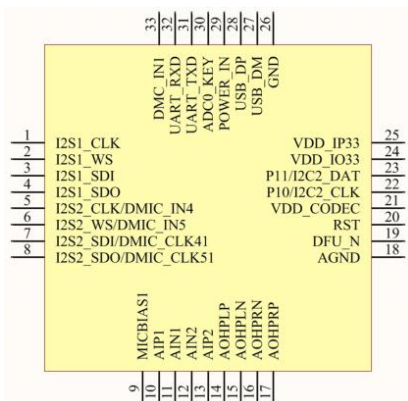 33 32 31 30 29 28 27 26
DMC_IN1
UART_RXD
UART_TXD
ADC0_KEY
POWER_IN
USB_DP
USB_DM
GND
1 I2S1_CLK
2 I2S1_WS
3 I2S1_SDI
4 I2S1_SDO
5 I2S2_CLK/DMIC_IN4
6 I2S2_WS/DMIC_IN5
7 I2S2_SDI/DMIC_CLK41
8 I2S2_SDO/DMIC_CLK51
VDD_IP33 25
VDD_IO33 24
P11/I2C2_DAT 23
P10/I2C2_CLK 22
VDD_CODEC 21
RST 20
DFU_N 19
AGND 18
MICBIAS1
AIP1
AIN1
AIN2
AIP2
AOHPLP
AOHPLN
AOHPRN
AOHPRP
9 10 11 12 13 14 15 16 17